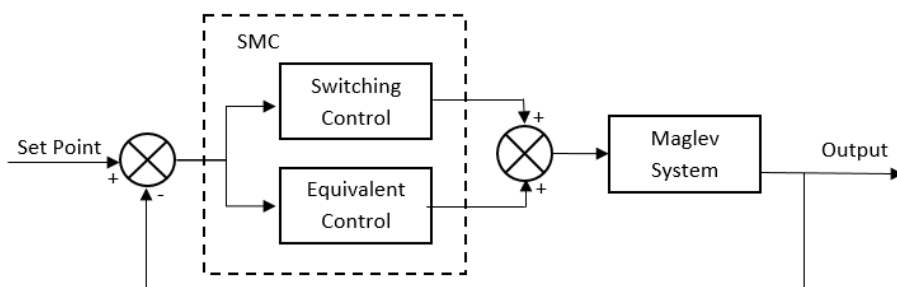 SMC
Switching
Control
+
Set Point
+
-
Maglev
System
Output
Equivalent
Control
+